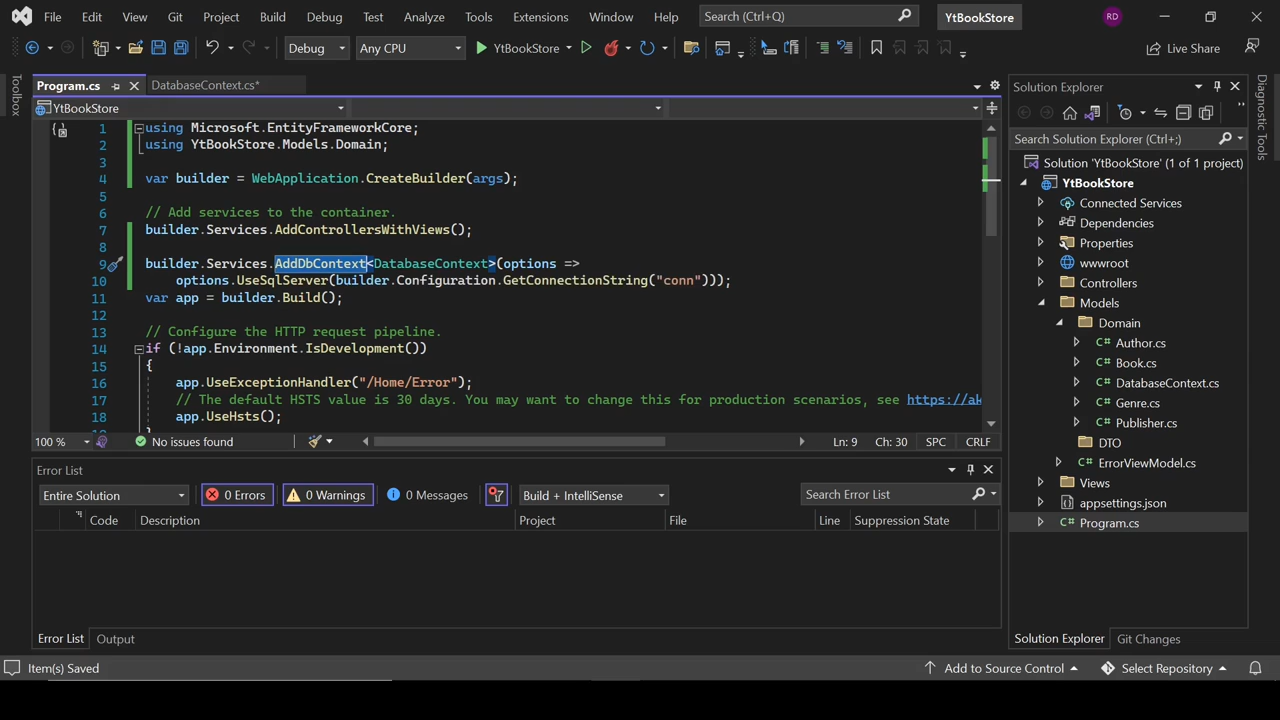 File Edit View Git Project Build Debug Test Analyze Tools Extensions Window Help Search (Ctrl+Q) YtBookStore RD
Debug Any CPU YtBookStore Live Share
Toolbox
Program.cs DatabaseContext.cs*
YtBookStore
1 using Microsoft.EntityFrameworkCore;
2 using YtBookStore.Models.Domain;
3
4 var builder = WebApplication.CreateBuilder(args);
5
6 // Add services to the container.
7 builder.Services.AddControllersWithViews();
8
9 builder.Services.AddDbContext<DatabaseContext>(options =>
10 options.UseSqlServer(builder.Configuration.GetConnectionString("conn")));
11 var app = builder.Build();
12
13 // Configure the HTTP request pipeline.
14 if (!app.Environment.IsDevelopment())
15 {
16 app.UseExceptionHandler("/Home/Error");
17 // The default HSTS value is 30 days. You may want to change this for production scenarios, see https://ak
18 app.UseHsts();
100 % No issues found Ln: 9 Ch: 30 SPC CRLF
Error List
Entire Solution 0 Errors 0 Warnings 0 Messages Build + IntelliSense Search Error List
Code Description Project File Line Suppression State
Error List Output
Solution Explorer
Search Solution Explorer (Ctrl+;)
Solution 'YtBookStore' (1 of 1 project)
YtBookStore
Connected Services
Dependencies
Properties
wwwroot
Controllers
Models
Domain
Author.cs
Book.cs
DatabaseContext.cs
Genre.cs
Publisher.cs
DTO
ErrorViewModel.cs
Views
appsettings.json
Program.cs
Solution Explorer Git Changes
Diagnostic Tools
Item(s) Saved Add to Source Control Select Repository